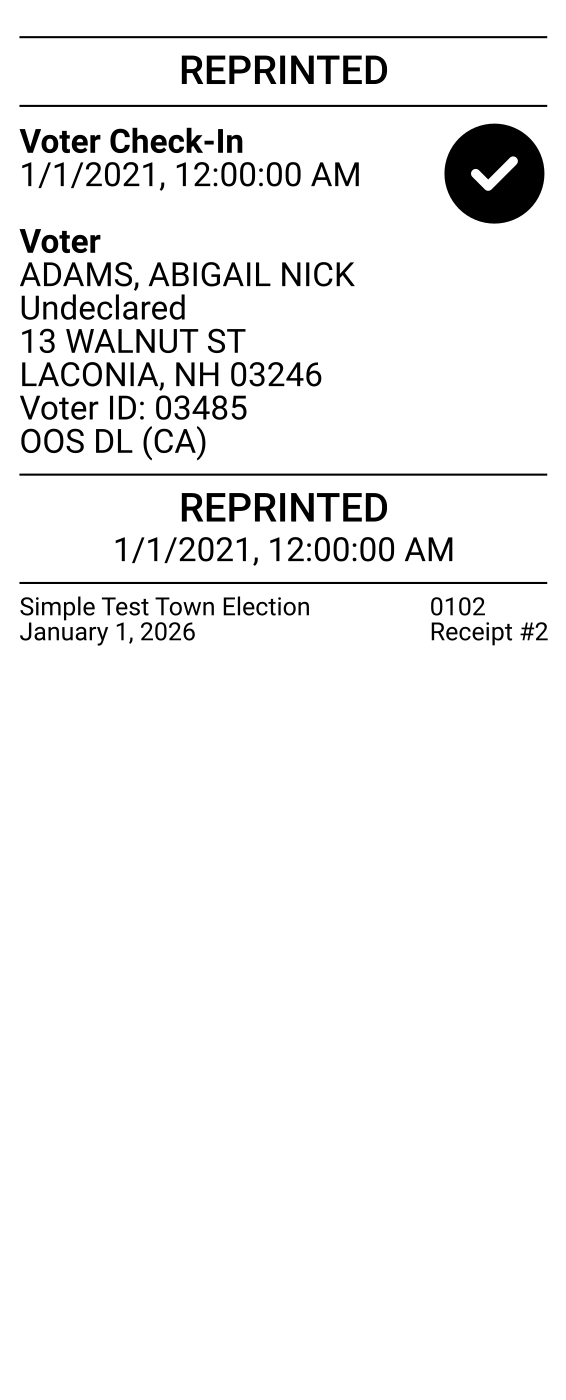 REPRINTED
Voter Check-In
1/1/2021, 12:00:00 AM
Voter
ADAMS, ABIGAIL NICK
Undeclared
13 WALNUT ST
LACONIA, NH 03246
Voter ID: 03485
OOS DL (CA)
REPRINTED
1/1/2021, 12:00:00 AM
Simple Test Town Election 0102
January 1, 2026 Receipt #2